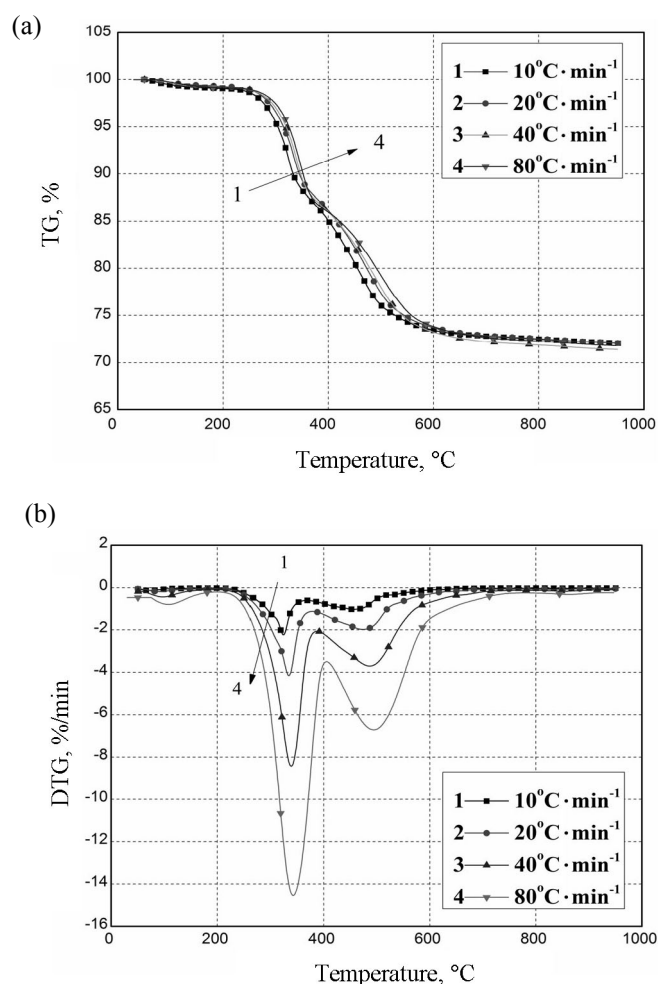 (a)
105
100
95
90
85
80
75
70
65
TG, %
1 10°C· min⁻¹
2 20°C· min⁻¹
3 40°C· min⁻¹
4 80°C· min⁻¹
4
1
0 200 400 600 800 1000
Temperature, °C
(b)
2
0
-2
-4
-6
-8
-10
-12
-14
-16
DTG, %/min
1
4
1 10°C· min⁻¹
2 20°C· min⁻¹
3 40°C· min⁻¹
4 80°C· min⁻¹
0 200 400 600 800 1000
Temperature, °C